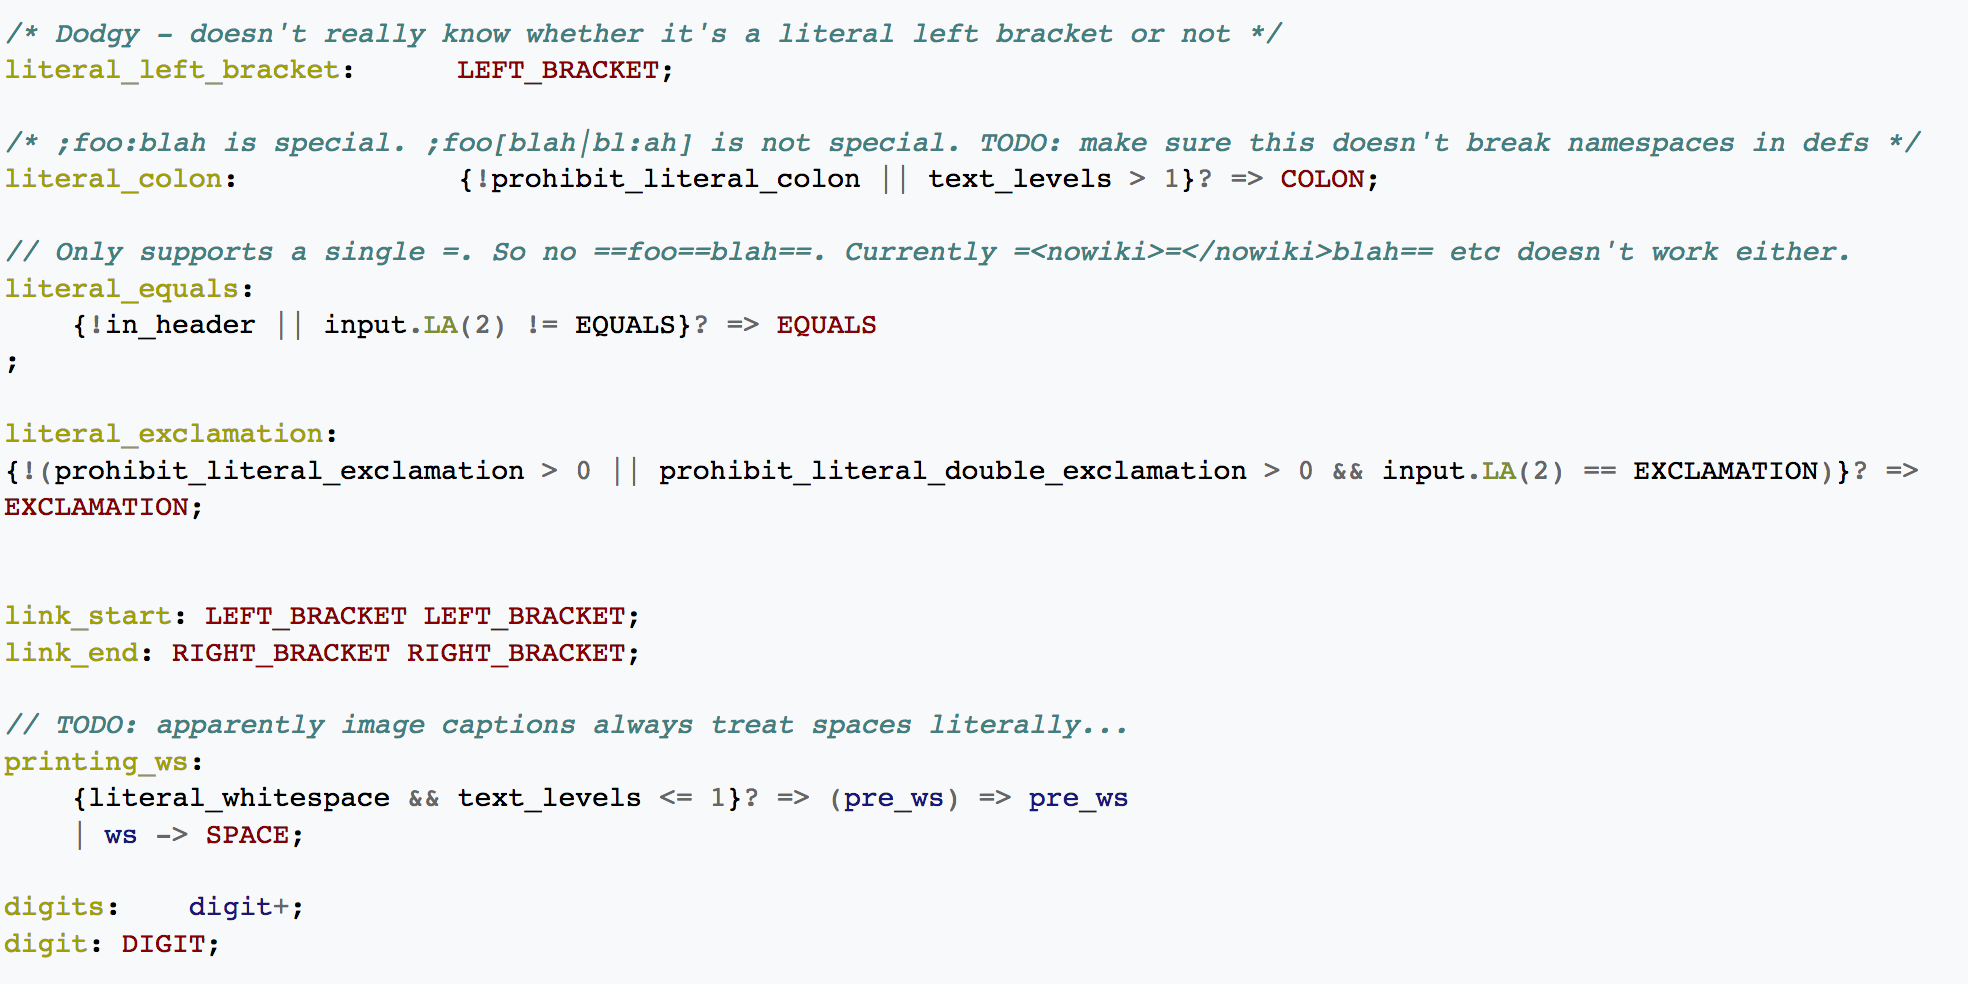 /* Dodgy - doesn't really know whether it's a literal left bracket or not */
literal_left_bracket:      LEFT_BRACKET;
/* ;foo:blah is special. ;foo[blah|bl:ah] is not special. TODO: make sure this doesn't break namespaces in defs */
literal_colon:             {!prohibit_literal_colon || text_levels > 1}? => COLON;
// Only supports a single =. So no ==foo==blah==. Currently =<nowiki>=</nowiki>blah== etc doesn't work either.
literal_equals:
    {!in_header || input.LA(2) != EQUALS}? => EQUALS
;
literal_exclamation:
{!(prohibit_literal_exclamation > 0 || prohibit_literal_double_exclamation > 0 && input.LA(2) == EXCLAMATION)}? =>
EXCLAMATION;
link_start: LEFT_BRACKET LEFT_BRACKET;
link_end: RIGHT_BRACKET RIGHT_BRACKET;
// TODO: apparently image captions always treat spaces literally...
printing_ws:
    {literal_whitespace && text_levels <= 1}? => (pre_ws) => pre_ws
    | ws -> SPACE;
digits:    digit+;
digit: DIGIT;